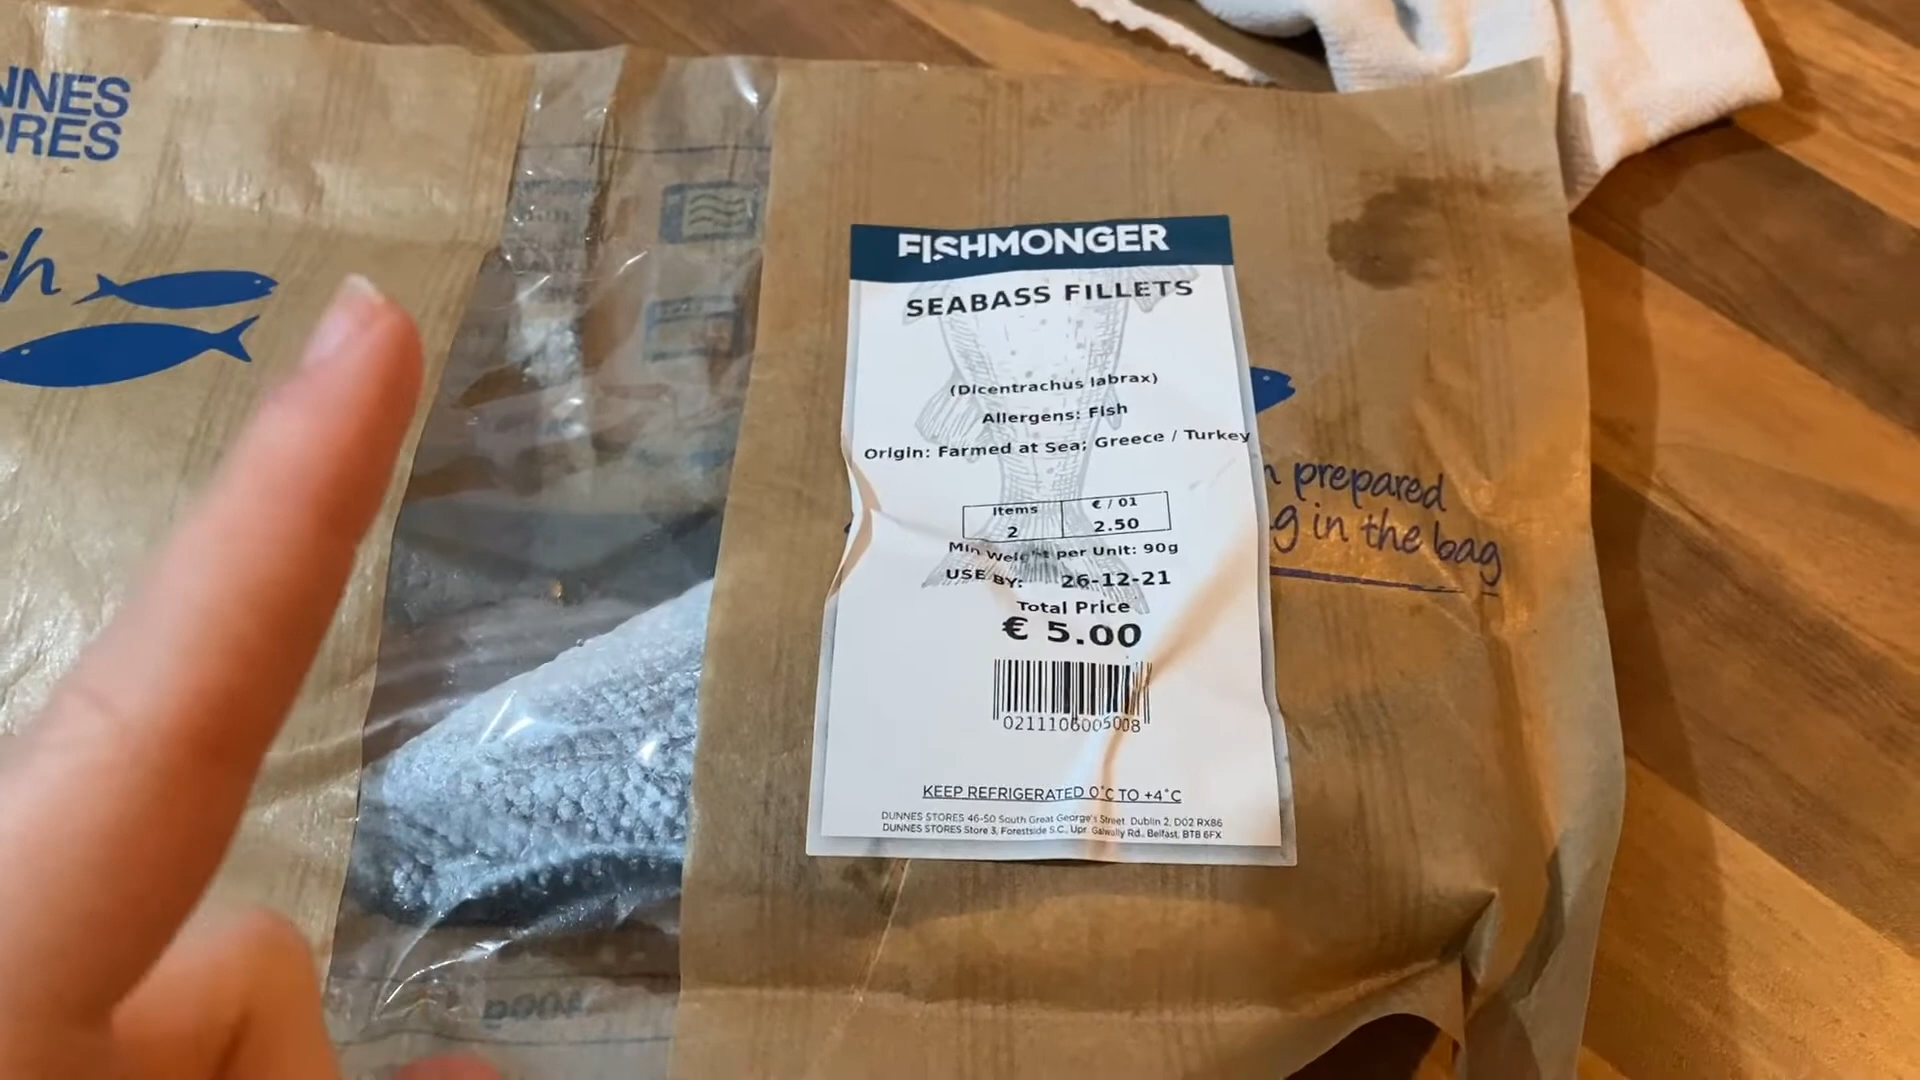 NNES
ORES
h
FISHMONGER
SEABASS FILLETS
(Dicentrachus labrax)
Allergens: Fish
Origin: Farmed at Sea; Greece / Turkey
Items € / 01
2 2.50
Min Weight per Unit: 90g
USE BY: 26-12-21
Total Price
€ 5.00
0211106005008
KEEP REFRIGERATED 0°C TO +4°C
DUNNES STORES 46-50 South Great George's Street. Dublin 2, D02 RX86
DUNNES STORES Store 3, Forestside S.C., Upr. Galwally Rd., Belfast, BT8 6FX
prepared
g in the bag